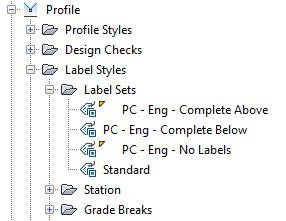 Profile
Profile Styles
Design Checks
Label Styles
Label Sets
PC - Eng - Complete Above
PC - Eng - Complete Below
PC - Eng - No Labels
Standard
Station
Grade Breaks